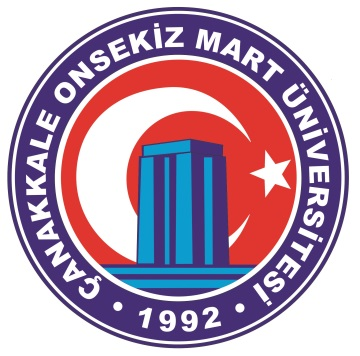 ÇANAKKALE ONSEKİZ MART ÜNİVERSİTESİ
• 1992 •